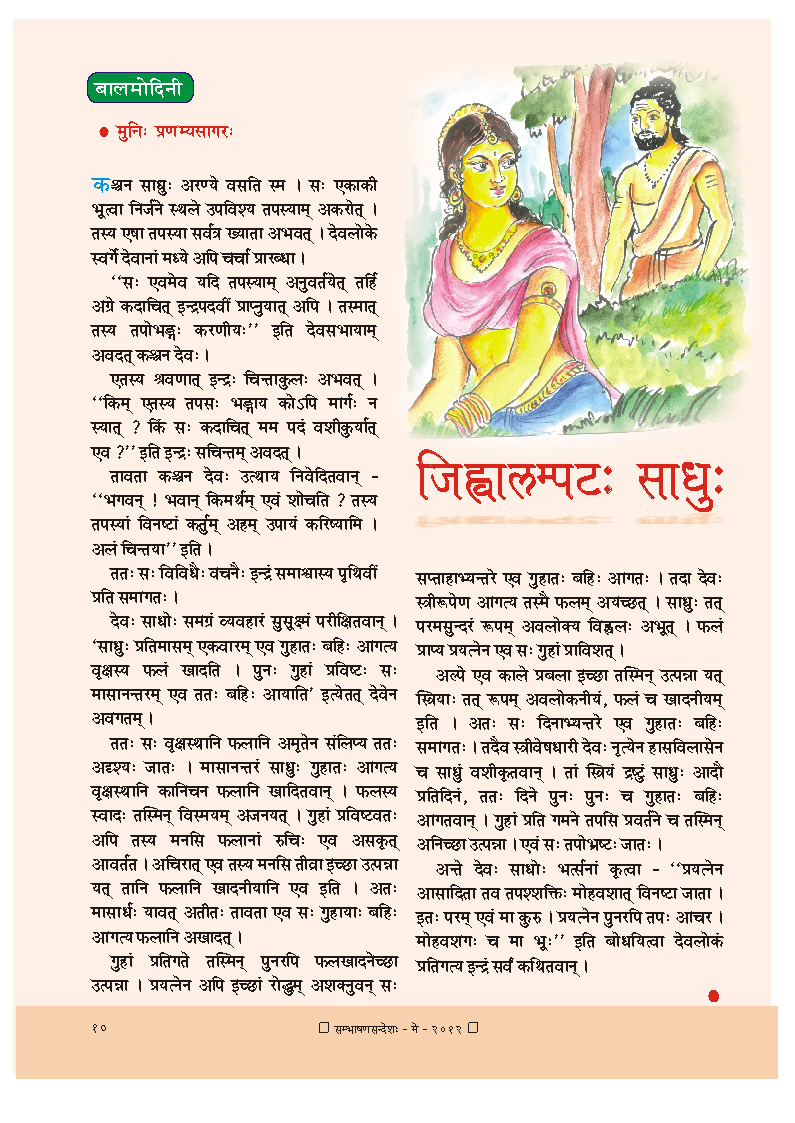 बालमोदिनी
● मुनिः प्रणम्यसागरः
कश्चन साधुः अरण्ये वसति स्म । सः एकाकी
भूत्वा निर्जने स्थले उपविश्य तपस्याम् अकरोत् ।
तस्य एषा तपस्या सर्वत्र ख्याता अभवत् । देवलोके
स्वर्गे देवानां मध्ये अपि चर्चा प्रारब्धा ।
‘‘सः एवमेव यदि तपस्याम् अनुवर्तयेत् तर्हि
अग्रे कदाचित् इन्द्रपदवीं प्राप्नुयात् अपि । तस्मात्
तस्य तपोभङ्गः करणीयः’’ इति देवसभायाम्
अवदत् कश्चन देवः ।
एतस्य श्रवणात् इन्द्रः चिन्ताकुलः अभवत् ।
‘‘किम् एतस्य तपसः भङ्गाय कोऽपि मार्गः न
स्यात् ? किं सः कदाचित् मम पदं वशीकुर्यात्
एव ?’’ इति इन्द्रः सचिन्तम् अवदत् ।
तावता कश्चन देवः उत्थाय निवेदितवान् -
‘‘भगवन् ! भवान् किमर्थम् एवं शोचति ? तस्य
तपस्यां विनष्टां कर्तुम् अहम् उपायं करिष्यामि ।
अलं चिन्तया’’ इति ।
ततः सः विविधैः वचनैः इन्द्रं समाश्वास्य पृथिवीं
प्रति समागतः ।
देवः साधोः समग्रं व्यवहारं सुसूक्ष्मं परीक्षितवान् ।
‘साधुः प्रतिमासम् एकवारम् एव गुहातः बहिः आगत्य
वृक्षस्य फलं खादति । पुनः गुहां प्रविष्टः सः
मासानन्तरम् एव ततः बहिः आयाति’ इत्येतत् देवेन
अवगतम् ।
ततः सः वृक्षस्थानि फलानि अमृतेन संलिप्य ततः
अदृश्यः जातः । मासानन्तरं साधुः गुहातः आगत्य
वृक्षस्थानि कानिचन फलानि खादितवान् । फलस्य
स्वादः तस्मिन् विस्मयम् अजनयत् । गुहां प्रविष्टवतः
अपि तस्य मनसि फलानां रुचिः एव असकृत्
आवर्तत । अचिरात् एव तस्य मनसि तीव्रा इच्छा उत्पन्ना
यत् तानि फलानि खादनीयानि एव इति । अतः
मासार्धः यावत् अतीतः तावता एव सः गुहायाः बहिः
आगत्य फलानि अखादत् ।
गुहां प्रतिगते तस्मिन् पुनरपि फलखादनेच्छा
उत्पन्ना । प्रयत्नेन अपि इच्छां रोद्धुम् अशक्नुवन् सः
जिह्वालम्पटः साधुः
सप्ताहाभ्यन्तरे एव गुहातः बहिः आगतः । तदा देवः
स्त्रीरूपेण आगत्य तस्मै फलम् अयच्छत् । साधुः तत्
परमसुन्दरं रूपम् अवलोक्य विह्वलः अभूत् । फलं
प्राप्य प्रयत्नेन एव सः गुहां प्राविशत् ।
अल्पे एव काले प्रबला इच्छा तस्मिन् उत्पन्ना यत्
स्त्रियाः तत् रूपम् अवलोकनीयं, फलं च खादनीयम्
इति । अतः सः दिनाभ्यन्तरे एव गुहातः बहिः
समागतः । तदैव स्त्रीवेषधारी देवः नृत्येन हासविलासेन
च साधुं वशीकृतवान् । तां स्त्रियं द्रष्टुं साधुः आदौ
प्रतिदिनं, ततः दिने पुनः पुनः च गुहातः बहिः
आगतवान् । गुहां प्रति गमने तपसि प्रवर्तने च तस्मिन्
अनिच्छा उत्पन्ना । एवं सः तपोभ्रष्टः जातः ।
अन्ते देवः साधोः भर्त्सनां कृत्वा - ‘‘प्रयत्नेन
आसादिता तव तपश्शक्तिः मोहवशात् विनष्टा जाता ।
इतः परम् एवं मा कुरु । प्रयत्नेन पुनरपि तपः आचर ।
मोहवशगः च मा भूः’’ इति बोधयित्वा देवलोकं
प्रतिगत्य इन्द्रं सर्वं कथितवान् ।
१०
सम्भाषणसन्देशः - मे - २०१२